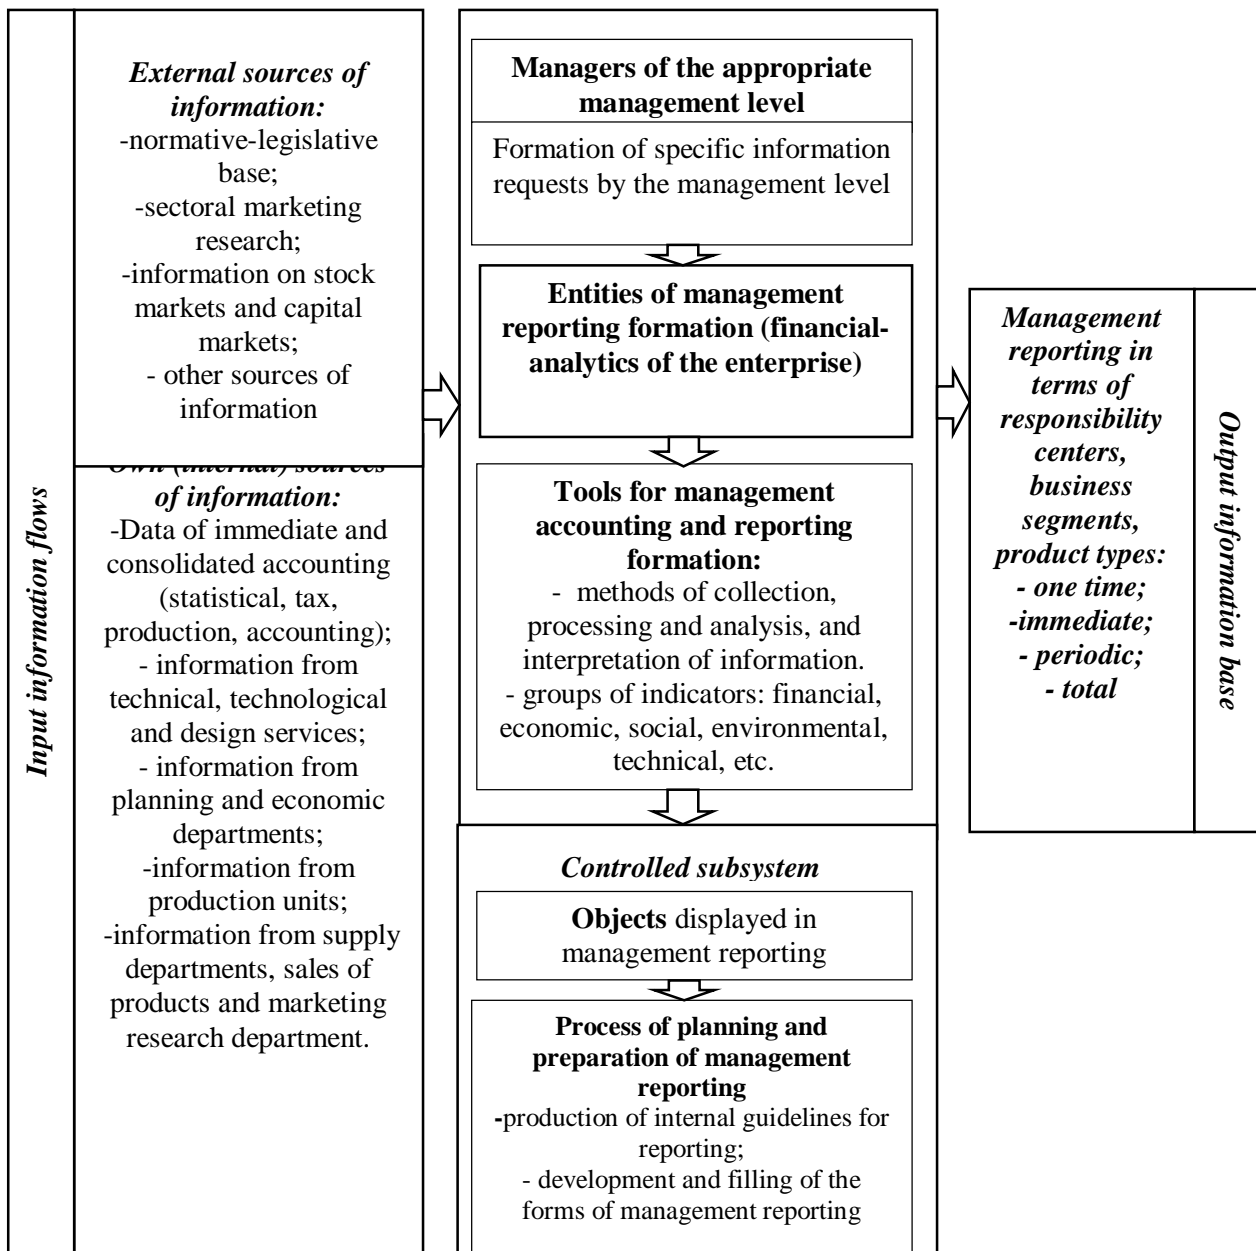 Input information flows
External sources of
information:
-normative-legislative
base;
-sectoral marketing
research;
-information on stock
markets and capital
markets;
- other sources of
information
Own (internal) sources
of information:
-Data of immediate and
consolidated accounting
(statistical, tax,
production, accounting);
- information from
technical, technological
and design services;
- information from
planning and economic
departments;
-information from
production units;
-information from supply
departments, sales of
products and marketing
research department.
Managers of the appropriate
management level
Formation of specific information
requests by the management level
Entities of management
reporting formation (financial-
analytics of the enterprise)
Tools for management
accounting and reporting
formation:
- methods of collection,
processing and analysis, and
interpretation of information.
- groups of indicators: financial,
economic, social, environmental,
technical, etc.
Controlled subsystem
Objects displayed in
management reporting
Process of planning and
preparation of management
reporting
-production of internal guidelines for
reporting;
- development and filling of the
forms of management reporting
Management
reporting in
terms of
responsibility
centers,
business
segments,
product types:
- one time;
-immediate;
- periodic;
- total
Output information base